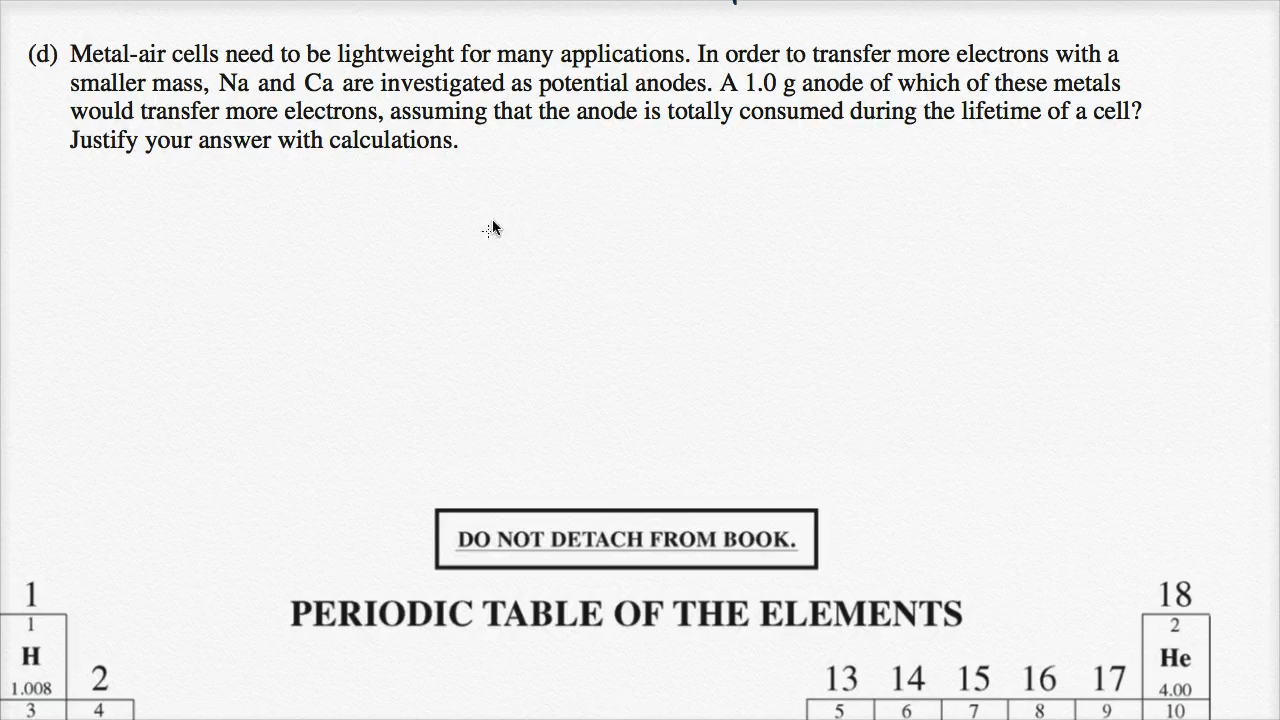 (d) Metal-air cells need to be lightweight for many applications. In order to transfer more electrons with a
smaller mass, Na and Ca are investigated as potential anodes. A 1.0 g anode of which of these metals
would transfer more electrons, assuming that the anode is totally consumed during the lifetime of a cell?
Justify your answer with calculations.
DO NOT DETACH FROM BOOK.
PERIODIC TABLE OF THE ELEMENTS
1
18
1
2
H
He
1.008
2
13
14
15
16
17
4.00
3
4
5
6
7
8
9
10